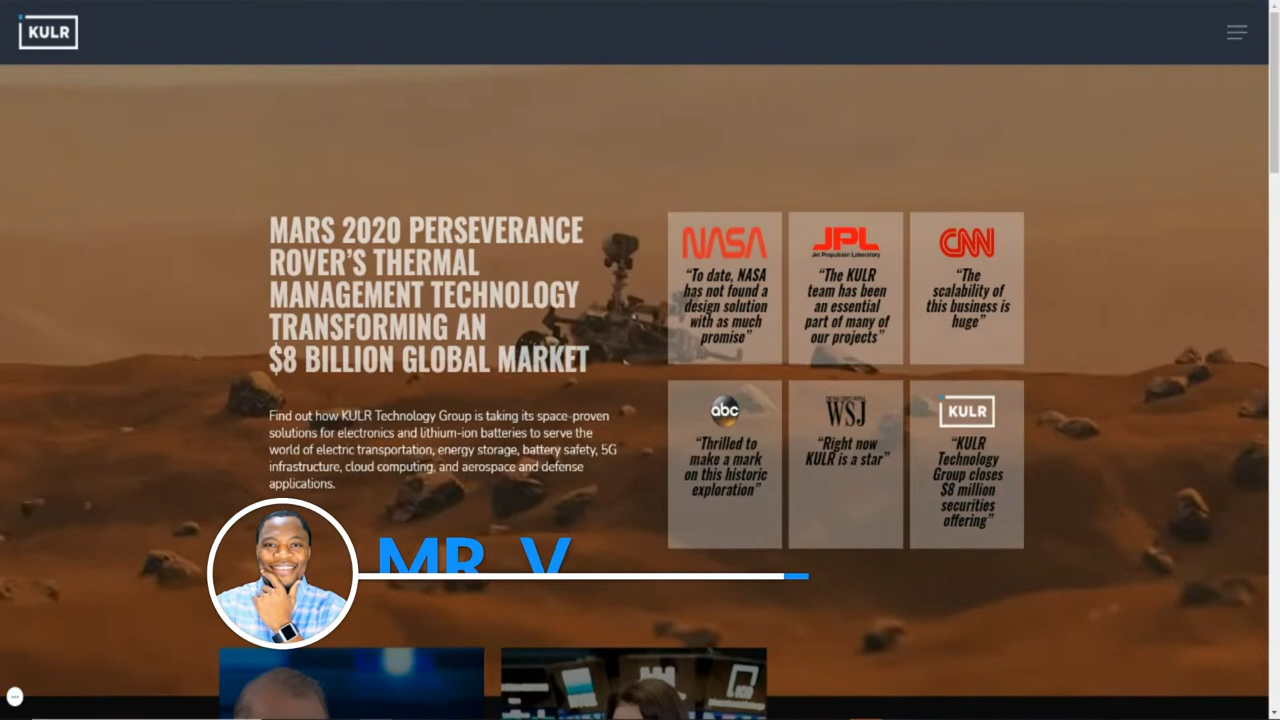 KULR
MARS 2020 PERSEVERANCE
ROVER'S THERMAL
MANAGEMENT TECHNOLOGY
TRANSFORMING AN
$8 BILLION GLOBAL MARKET
Find out how KULR Technology Group is taking its space-proven
solutions for electronics and lithium-ion batteries to serve the
world of electric transportation, energy storage, battery safety, 5G
infrastructure, cloud computing, and aerospace and defense
applications.
NASA
"To date, NASA
has not found a
design solution
with as much
promise"
JPL
Jet Propulsion Laboratory
"The KULR
team has been
an essential
part of many of
our projects"
CNN
"The
scalability of
this business is
huge"
abc
"Thrilled to
make a mark
on this historic
exploration"
WSJ
"Right now
KULR is a star"
KULR
"KULR
Technology
Group closes
$8 million
securities
offering"
MR. V